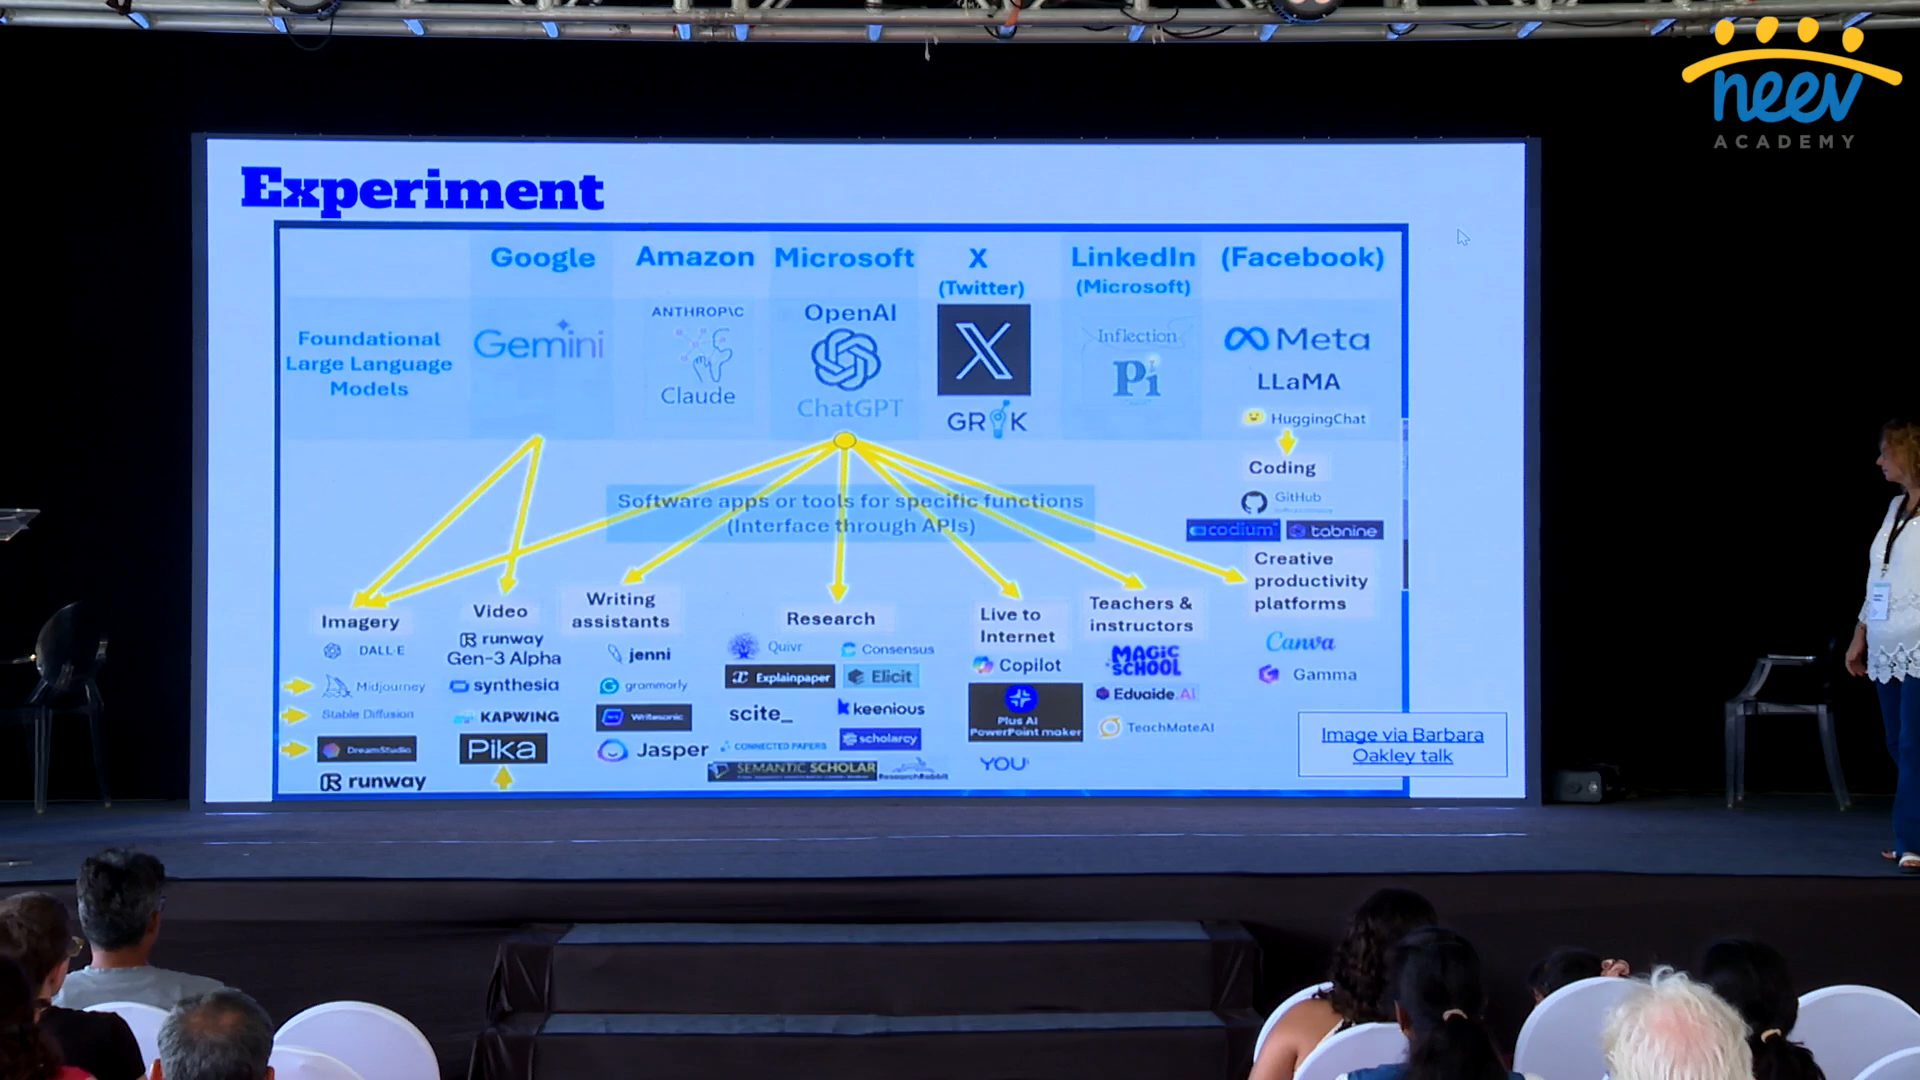 neev
ACADEMY
Experiment
Google
Amazon
Microsoft
X
(Twitter)
LinkedIn
(Microsoft)
(Facebook)
Foundational
Large Language
Models
Gemini
ANTHROP\C
Claude
OpenAI
ChatGPT
X
GROK
Inflection
Pi
Meta
LLaMA
HuggingChat
Software apps or tools for specific functions
(Interface through APIs)
Coding
GitHub
codium
tabnine
Imagery
DALL·E
Midjourney
Stable Diffusion
DreamStudio
runway
Video
runway
Gen-3 Alpha
synthesia
KAPWING
Pika
Writing
assistants
jenni
grammarly
Writesonic
Jasper
Research
Quivr
Consensus
Explainpaper
Elicit
scite_
keenious
CONNECTED PAPERS
scholarcy
SEMANTIC SCHOLAR
ResearchRabbit
Live to
Internet
Copilot
Plus AI
PowerPoint maker
YOU
Teachers &
instructors
MAGIC
SCHOOL
Eduaide.AI
TeachMateAI
Creative
productivity
platforms
Canva
Gamma
Image via Barbara
Oakley talk